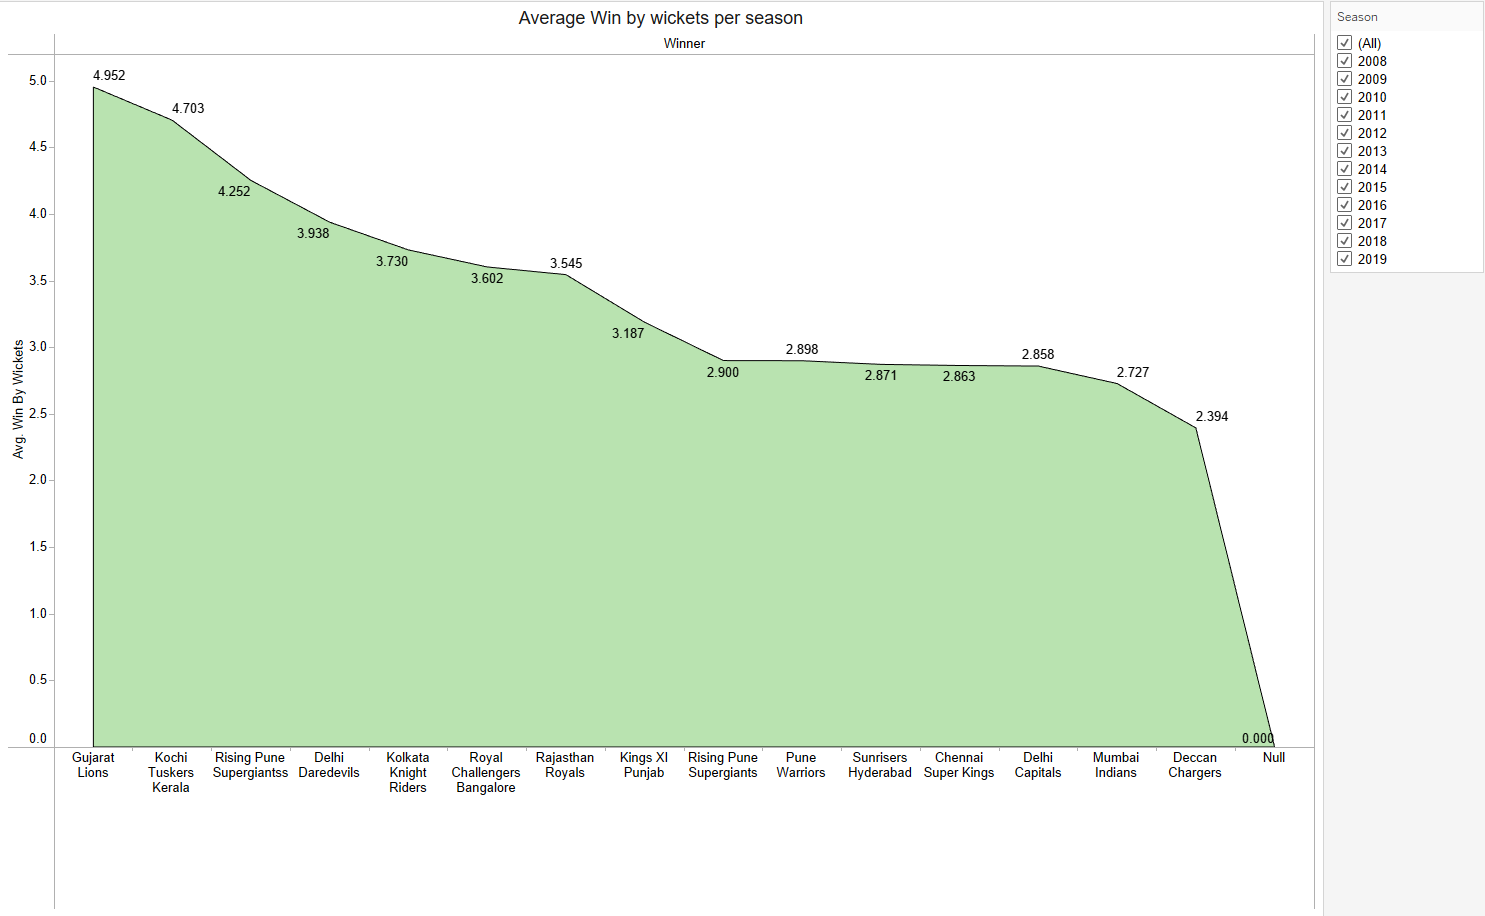 Average Win by wickets per season
Winner
Avg. Win By Wickets
5.0
4.5
4.0
3.5
3.0
2.5
2.0
1.5
1.0
0.5
0.0
4.952
4.703
4.252
3.938
3.730
3.602
3.545
3.187
2.900
2.898
2.871
2.863
2.858
2.727
2.394
0.000
Gujarat
Lions
Kochi
Tuskers
Kerala
Rising Pune
Supergiantss
Delhi
Daredevils
Kolkata
Knight
Riders
Royal
Challengers
Bangalore
Rajasthan
Royals
Kings XI
Punjab
Rising Pune
Supergiants
Pune
Warriors
Sunrisers
Hyderabad
Chennai
Super Kings
Delhi
Capitals
Mumbai
Indians
Deccan
Chargers
Null
Season
(All)
2008
2009
2010
2011
2012
2013
2014
2015
2016
2017
2018
2019